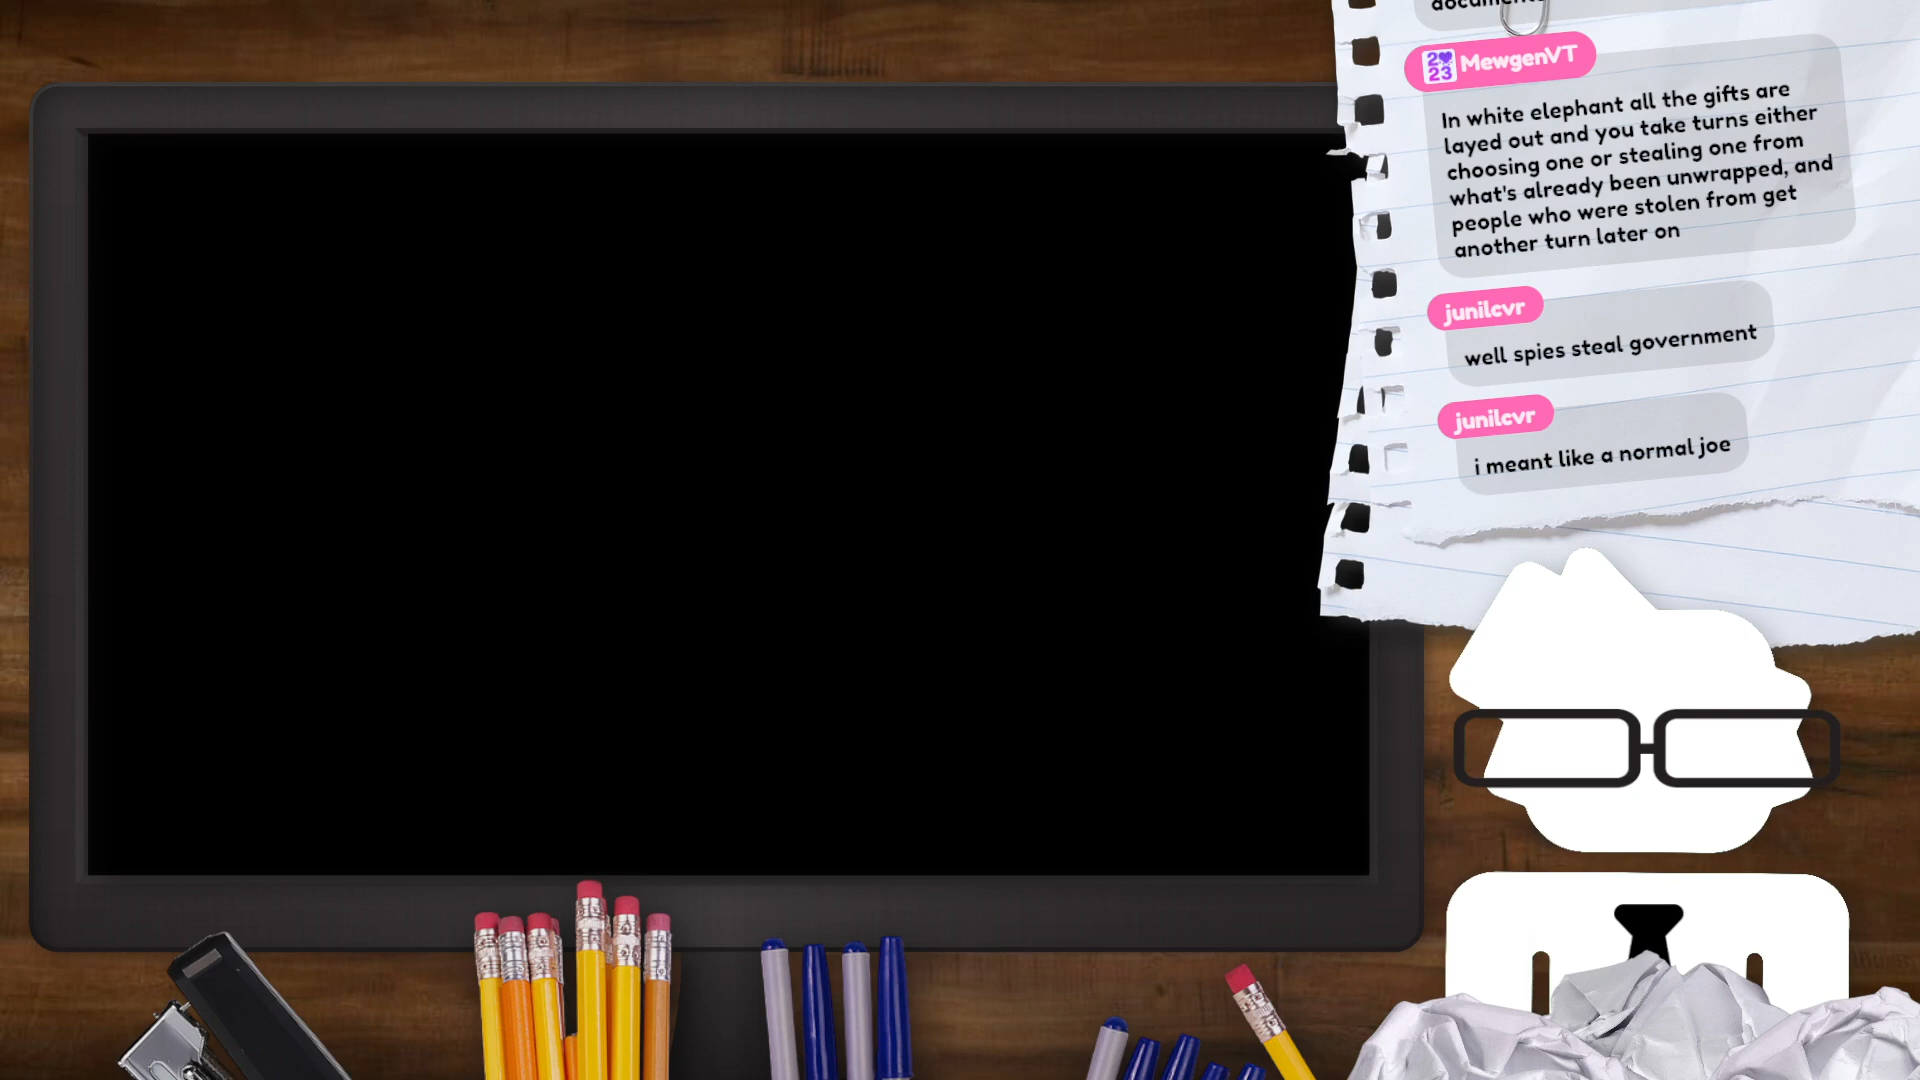 MewgenVT
In white elephant all the gifts are
layed out and you take turns either
choosing one or stealing one from
what's already been unwrapped, and
people who were stolen from get
another turn later on
junilcvr
well spies steal government
junilcvr
i meant like a normal joe